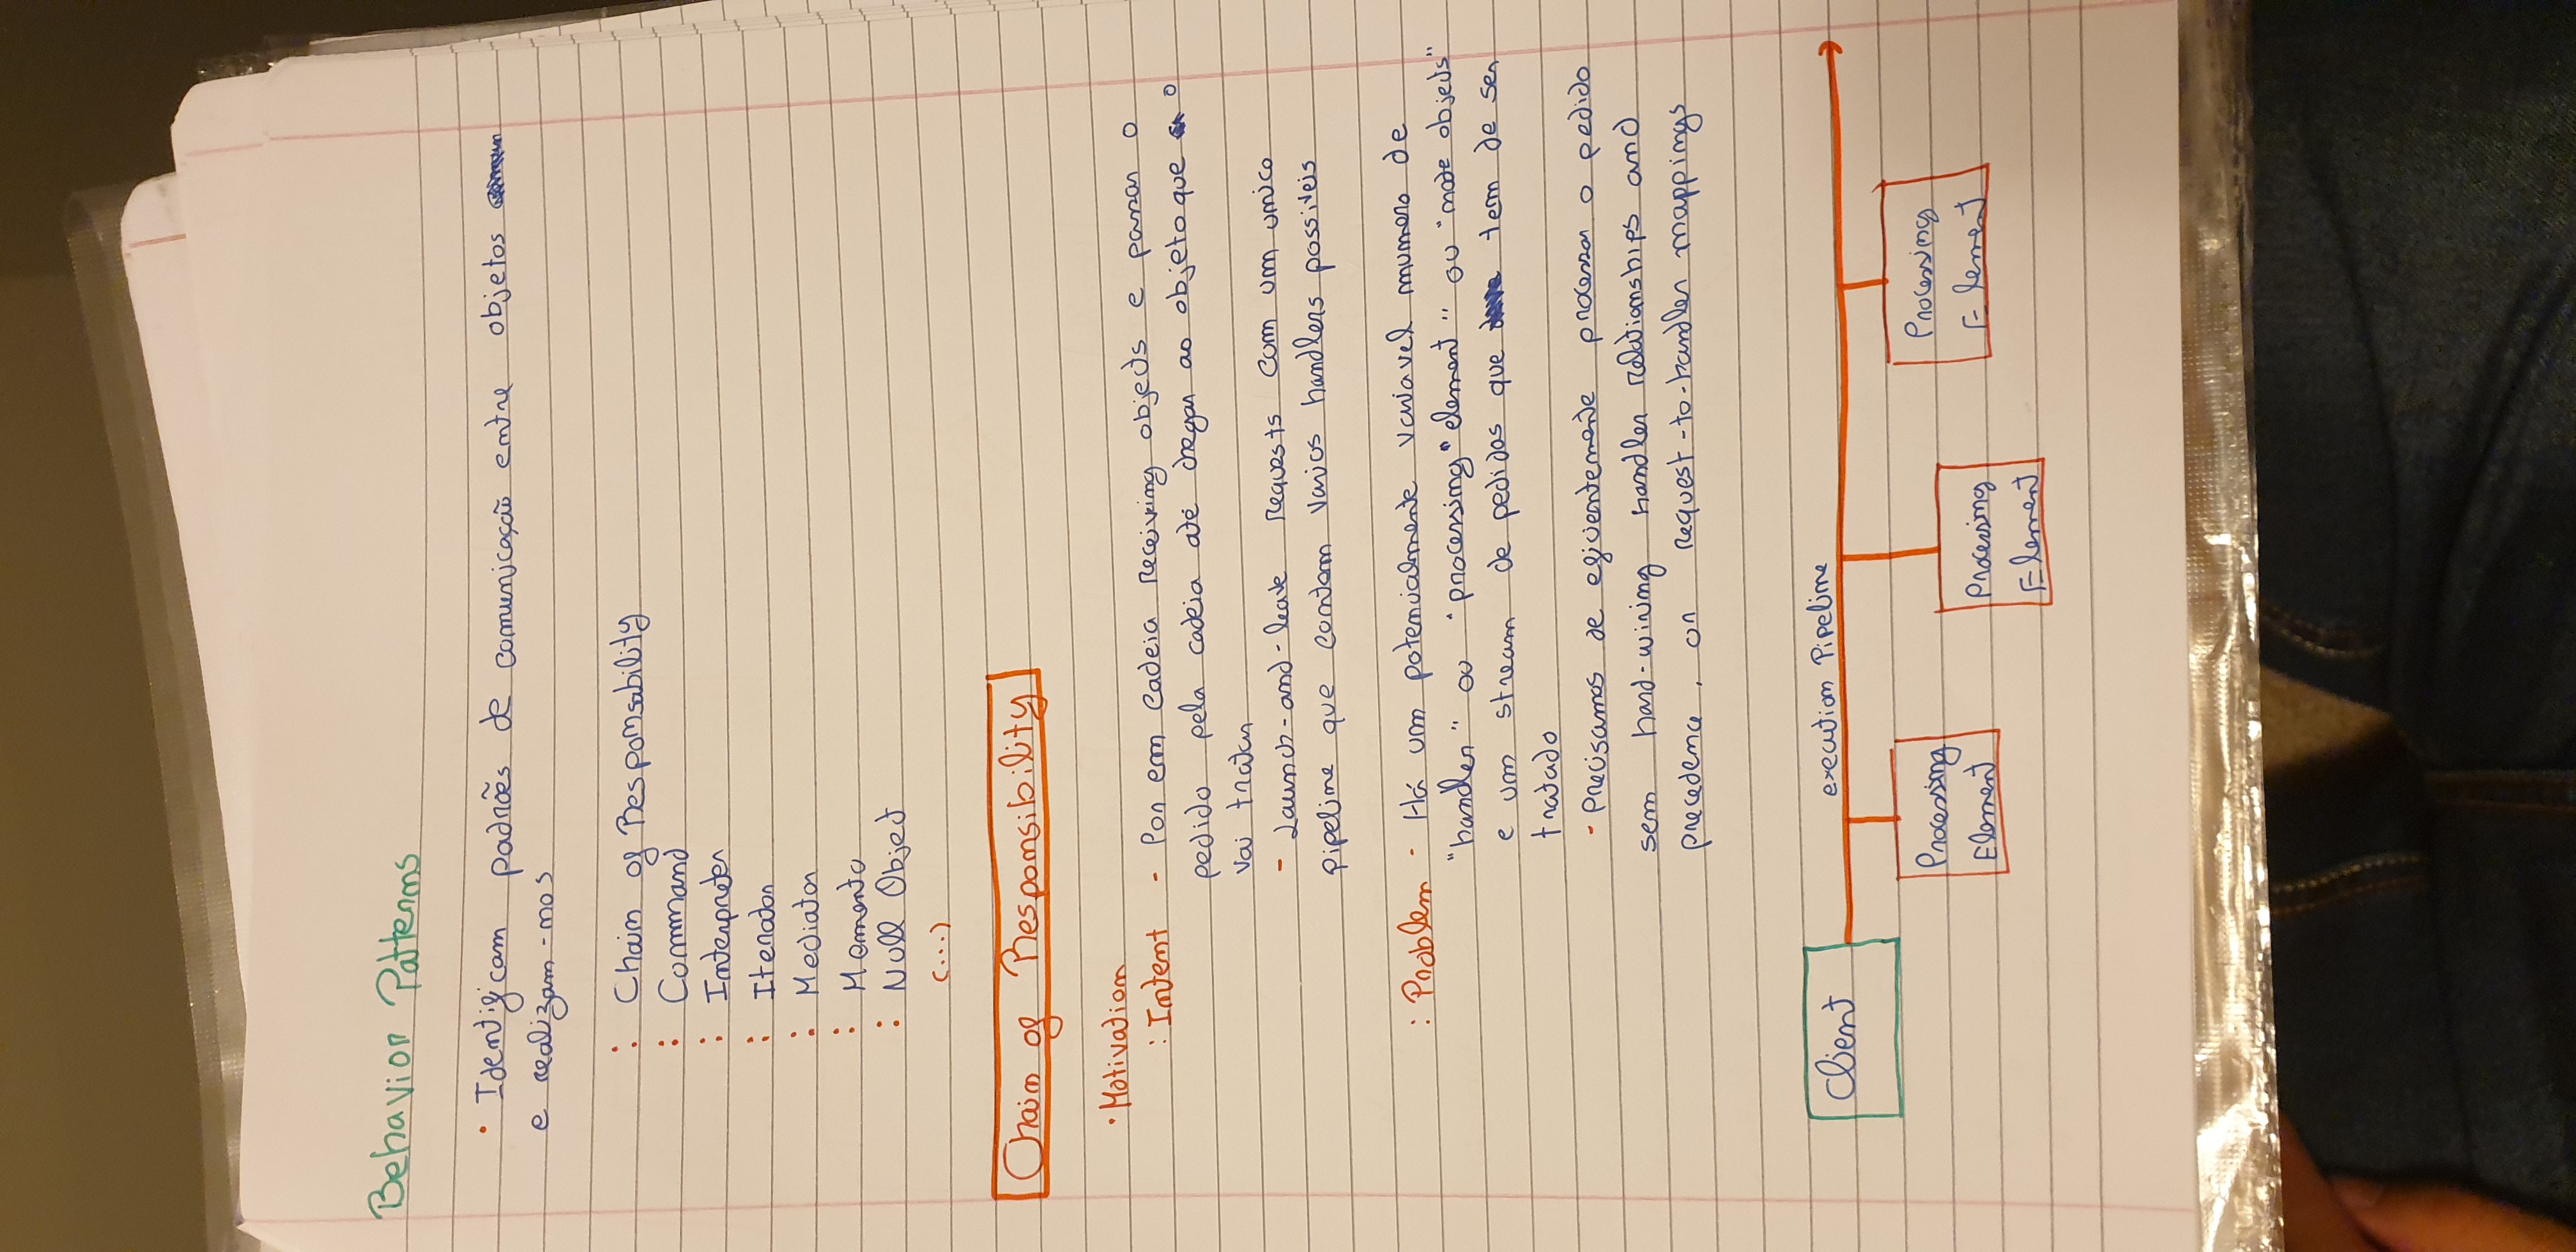 Behavior Patterns
• Identificam padrões de comunicação entre objetos
e realizam-nos
: Chain of Responsability
: Command
: Interpreter
: Iterator
: Mediator
: Memento
: Null Object
(...)
Chain of Responsibility
• Motivation
: Intent - Por em cadeia receiving objects e passar o
pedido pela cadeia até chegar ao objeto que o
vai tratar
- Launch-and-leave requests com um unico
pipeline que contem varios handlers possiveis
: Problem - Há um potencialmente variavel numero de
"handler" ou "processing element" ou "node objects"
e um stream de pedidos que tem de ser
tratado
- Precisamos de eficientemente processar o pedido
sem hard-wiring handler relationships and
precedence, or request-to-handler mappings
Client
execution Pipeline
Processing
Element
Processing
Element
Processing
Element